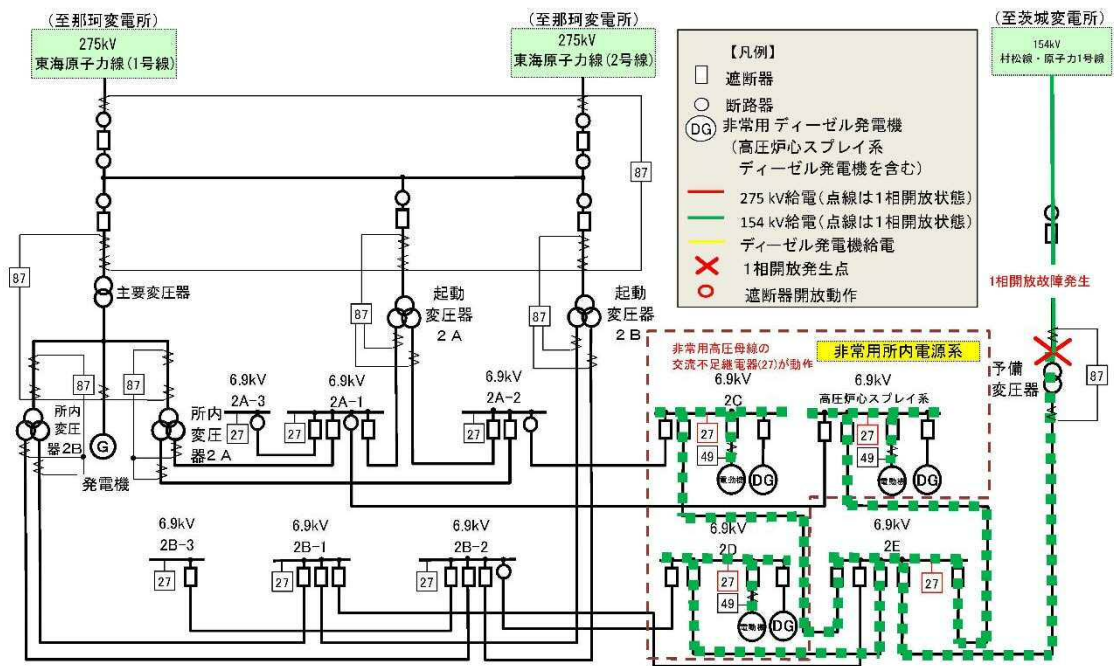 (至那珂変電所)
275kV
東海原子力線(1号線)
(至那珂変電所)
275kV
東海原子力線(2号線)
(至茨城変電所)
154kV
村松線・原子力1号線
【凡例】
遮断器
断路器
DG
非常用 ディーゼル発電機
(高圧炉心スプレイ系
ディーゼル発電機を含む)
275 kV給電(点線は1相開放状態)
154 kV給電(点線は1相開放状態)
ディーゼル発電機給電
1相開放発生点
遮断器開放動作
87
87
主要変圧器
87
起動
変圧器
2A
87
起動
変圧器
2B
1相開放故障発生
予備
変圧器
87
87
87
所内
変圧
器2B
G
発電機
所内
変圧
器2A
6.9kV
2A-3
27
6.9kV
2A-1
27
6.9kV
2A-2
27
非常用高圧母線の
交流不足継電器(27)が動作
非常用所内電源系
6.9kV
2C
27
49
電動機
DG
6.9kV
高圧炉心スプレイ系
27
49
電動機
DG
6.9kV
2B-3
27
6.9kV
2B-1
27
6.9kV
2B-2
27
6.9kV
2D
27
49
電動機
DG
6.9kV
2E
27